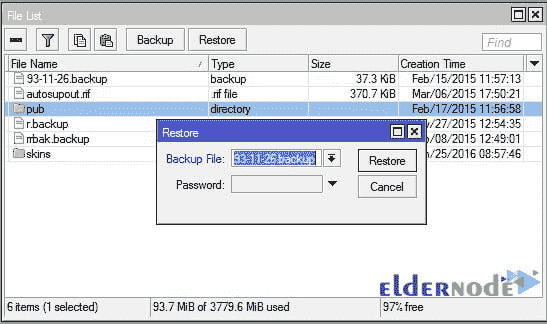 File List
Backup Restore Find
File Name Type Size Creation Time
93-11-26.backup backup 37.3 KiB Feb/15/2015 11:57:13
autosupout.rif .rif file 370.7 KiB Mar/06/2015 17:50:21
pub directory Feb/17/2015 11:56:58
r.backup /27/2015 12:54:35
rrbak.backup /08/2015 12:49:01
skins /25/2016 08:57:46
Restore
Backup File: 93-11-26.backup Restore
Password: Cancel
eldernode
6 items (1 selected) 93.7 MiB of 3779.6 MiB used 97% free